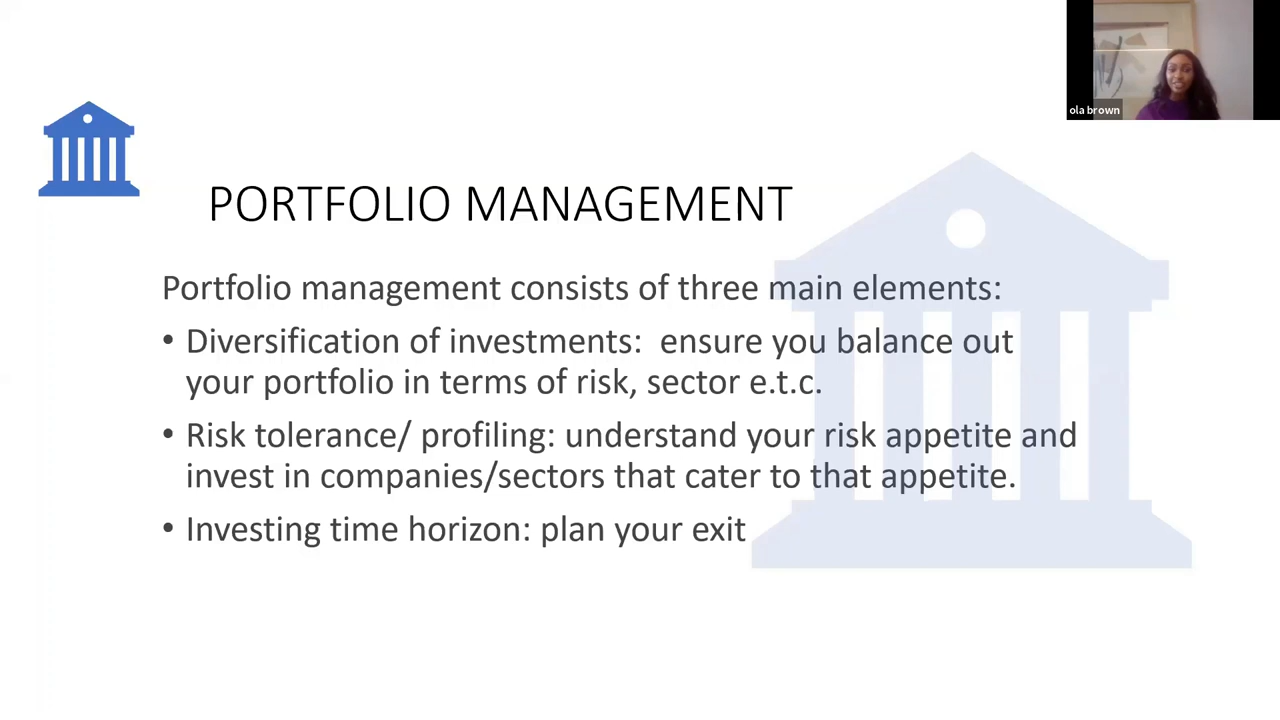 ola brown
PORTFOLIO MANAGEMENT
Portfolio management consists of three main elements:
• Diversification of investments:  ensure you balance out
your portfolio in terms of risk, sector e.t.c.
• Risk tolerance/ profiling: understand your risk appetite and
invest in companies/sectors that cater to that appetite.
• Investing time horizon: plan your exit